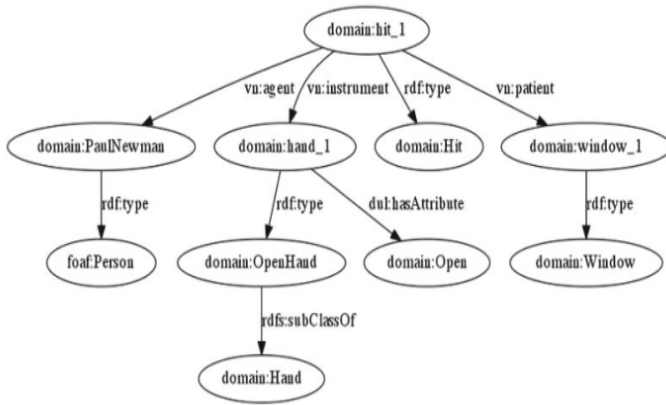 domain:hit_1
vn:agent vn:instrument rdf:type vn:patient
domain:PaulNewman domain:hand_1 domain:Hit domain:window_1
rdf:type rdf:type dul:hasAttribute rdf:type
foaf:Person domain:OpenHand domain:Open domain:Window
rdfs:subClassOf
domain:Hand